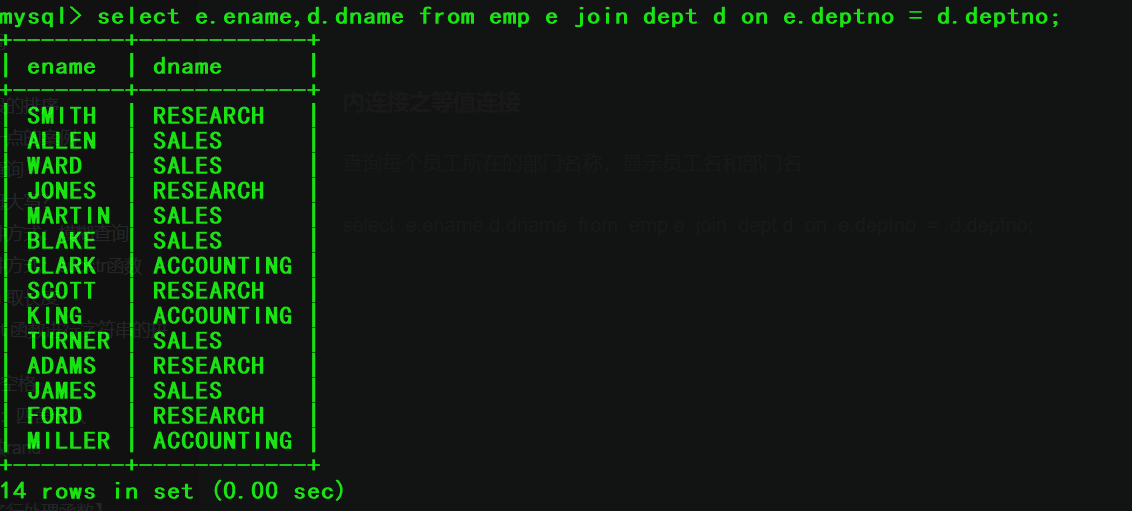 mysql> select e.ename,d.dname from emp e join dept d on e.deptno = d.deptno;
+--------+------------+
| ename  | dname      |
+--------+------------+
| SMITH  | RESEARCH   |
| ALLEN  | SALES      |
| WARD   | SALES      |
| JONES  | RESEARCH   |
| MARTIN | SALES      |
| BLAKE  | SALES      |
| CLARK  | ACCOUNTING |
| SCOTT  | RESEARCH   |
| KING   | ACCOUNTING |
| TURNER | SALES      |
| ADAMS  | RESEARCH   |
| JAMES  | SALES      |
| FORD   | RESEARCH   |
| MILLER | ACCOUNTING |
+--------+------------+
14 rows in set (0.00 sec)
内连接之等值连接
查询每个员工所在的部门名称，显示员工名和部门名
select e.ename,d.dname from emp e join dept d on e.deptno = d.deptno;